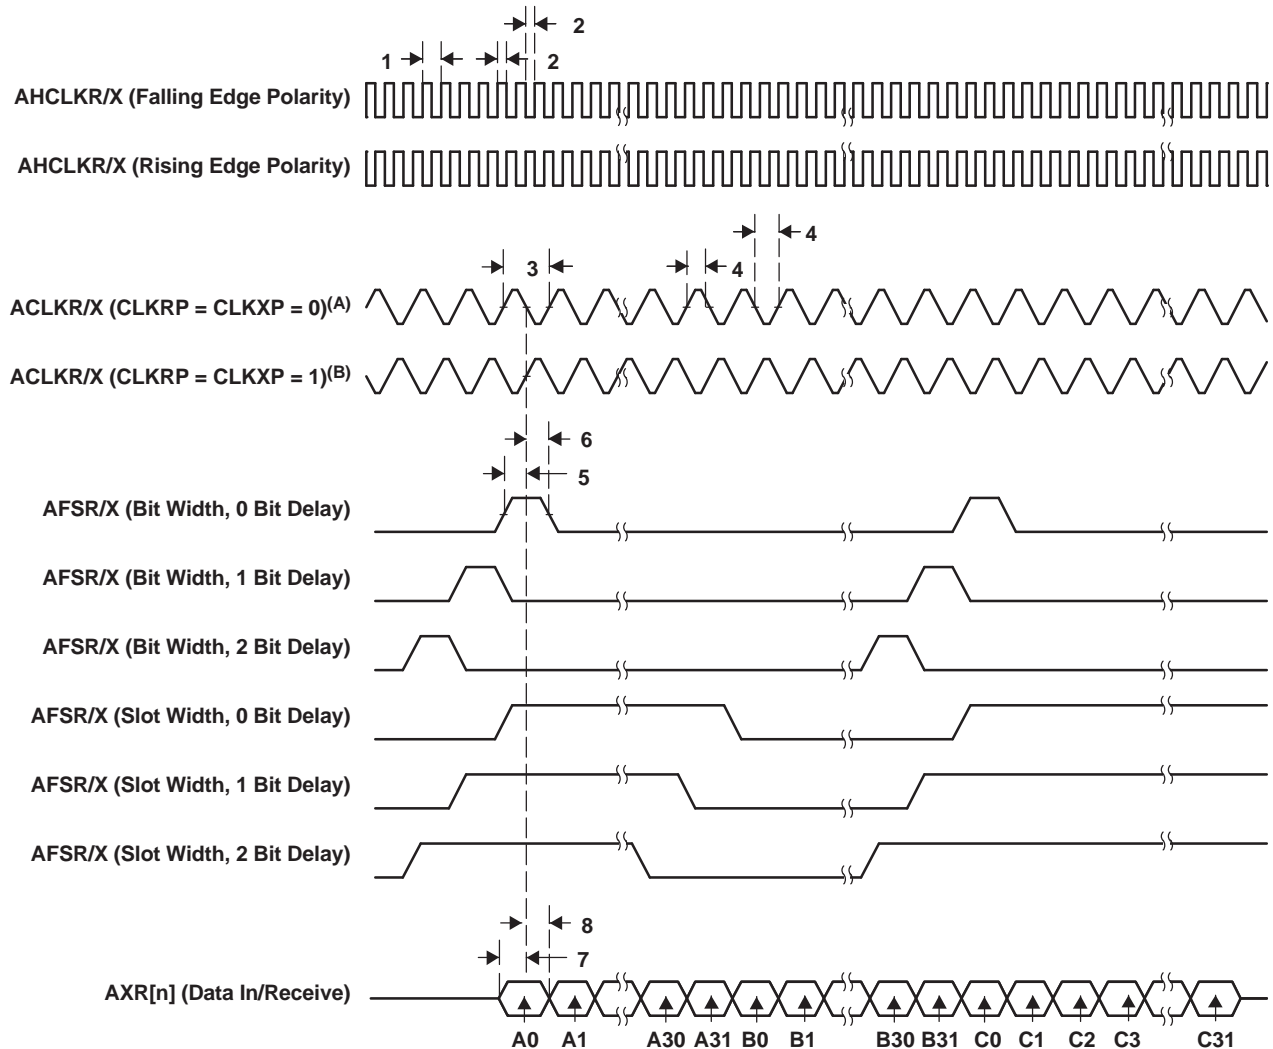 2
1
2
AHCLKR/X (Falling Edge Polarity)
AHCLKR/X (Rising Edge Polarity)
4
3
4
ACLKR/X (CLKRP = CLKXP = 0)(A)
ACLKR/X (CLKRP = CLKXP = 1)(B)
6
5
AFSR/X (Bit Width, 0 Bit Delay)
AFSR/X (Bit Width, 1 Bit Delay)
AFSR/X (Bit Width, 2 Bit Delay)
AFSR/X (Slot Width, 0 Bit Delay)
AFSR/X (Slot Width, 1 Bit Delay)
AFSR/X (Slot Width, 2 Bit Delay)
8
7
AXR[n] (Data In/Receive)
A0 A1 A30 A31 B0 B1 B30 B31 C0 C1 C2 C3 C31